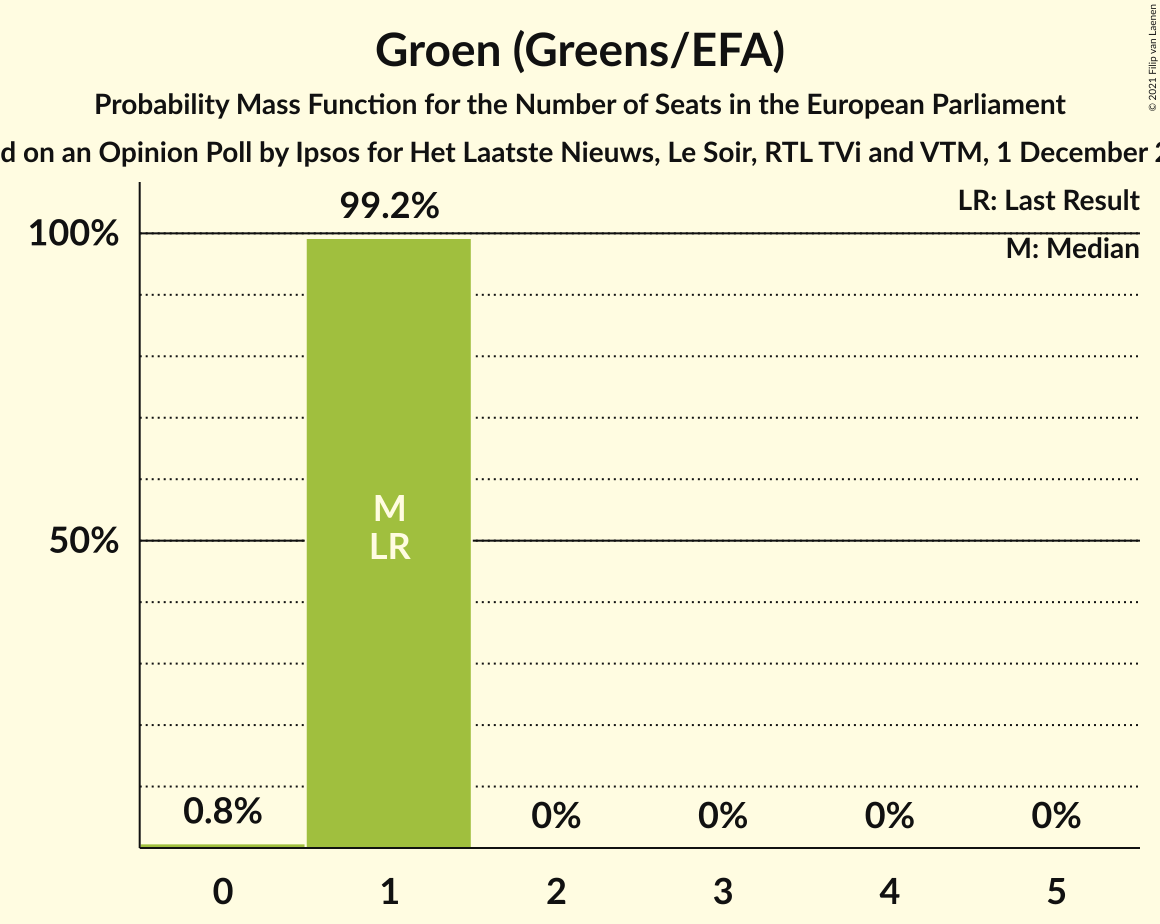 Groen (Greens/EFA)
Probability Mass Function for the Number of Seats in the European Parliament
d on an Opinion Poll by Ipsos for Het Laatste Nieuws, Le Soir, RTL TVi and VTM, 1 December 2
© 2021 Filip van Laenen
LR: Last Result
M: Median
99.2%
100%
50%
M
LR
0.8%
0%
0%
0%
0%
0
1
2
3
4
5